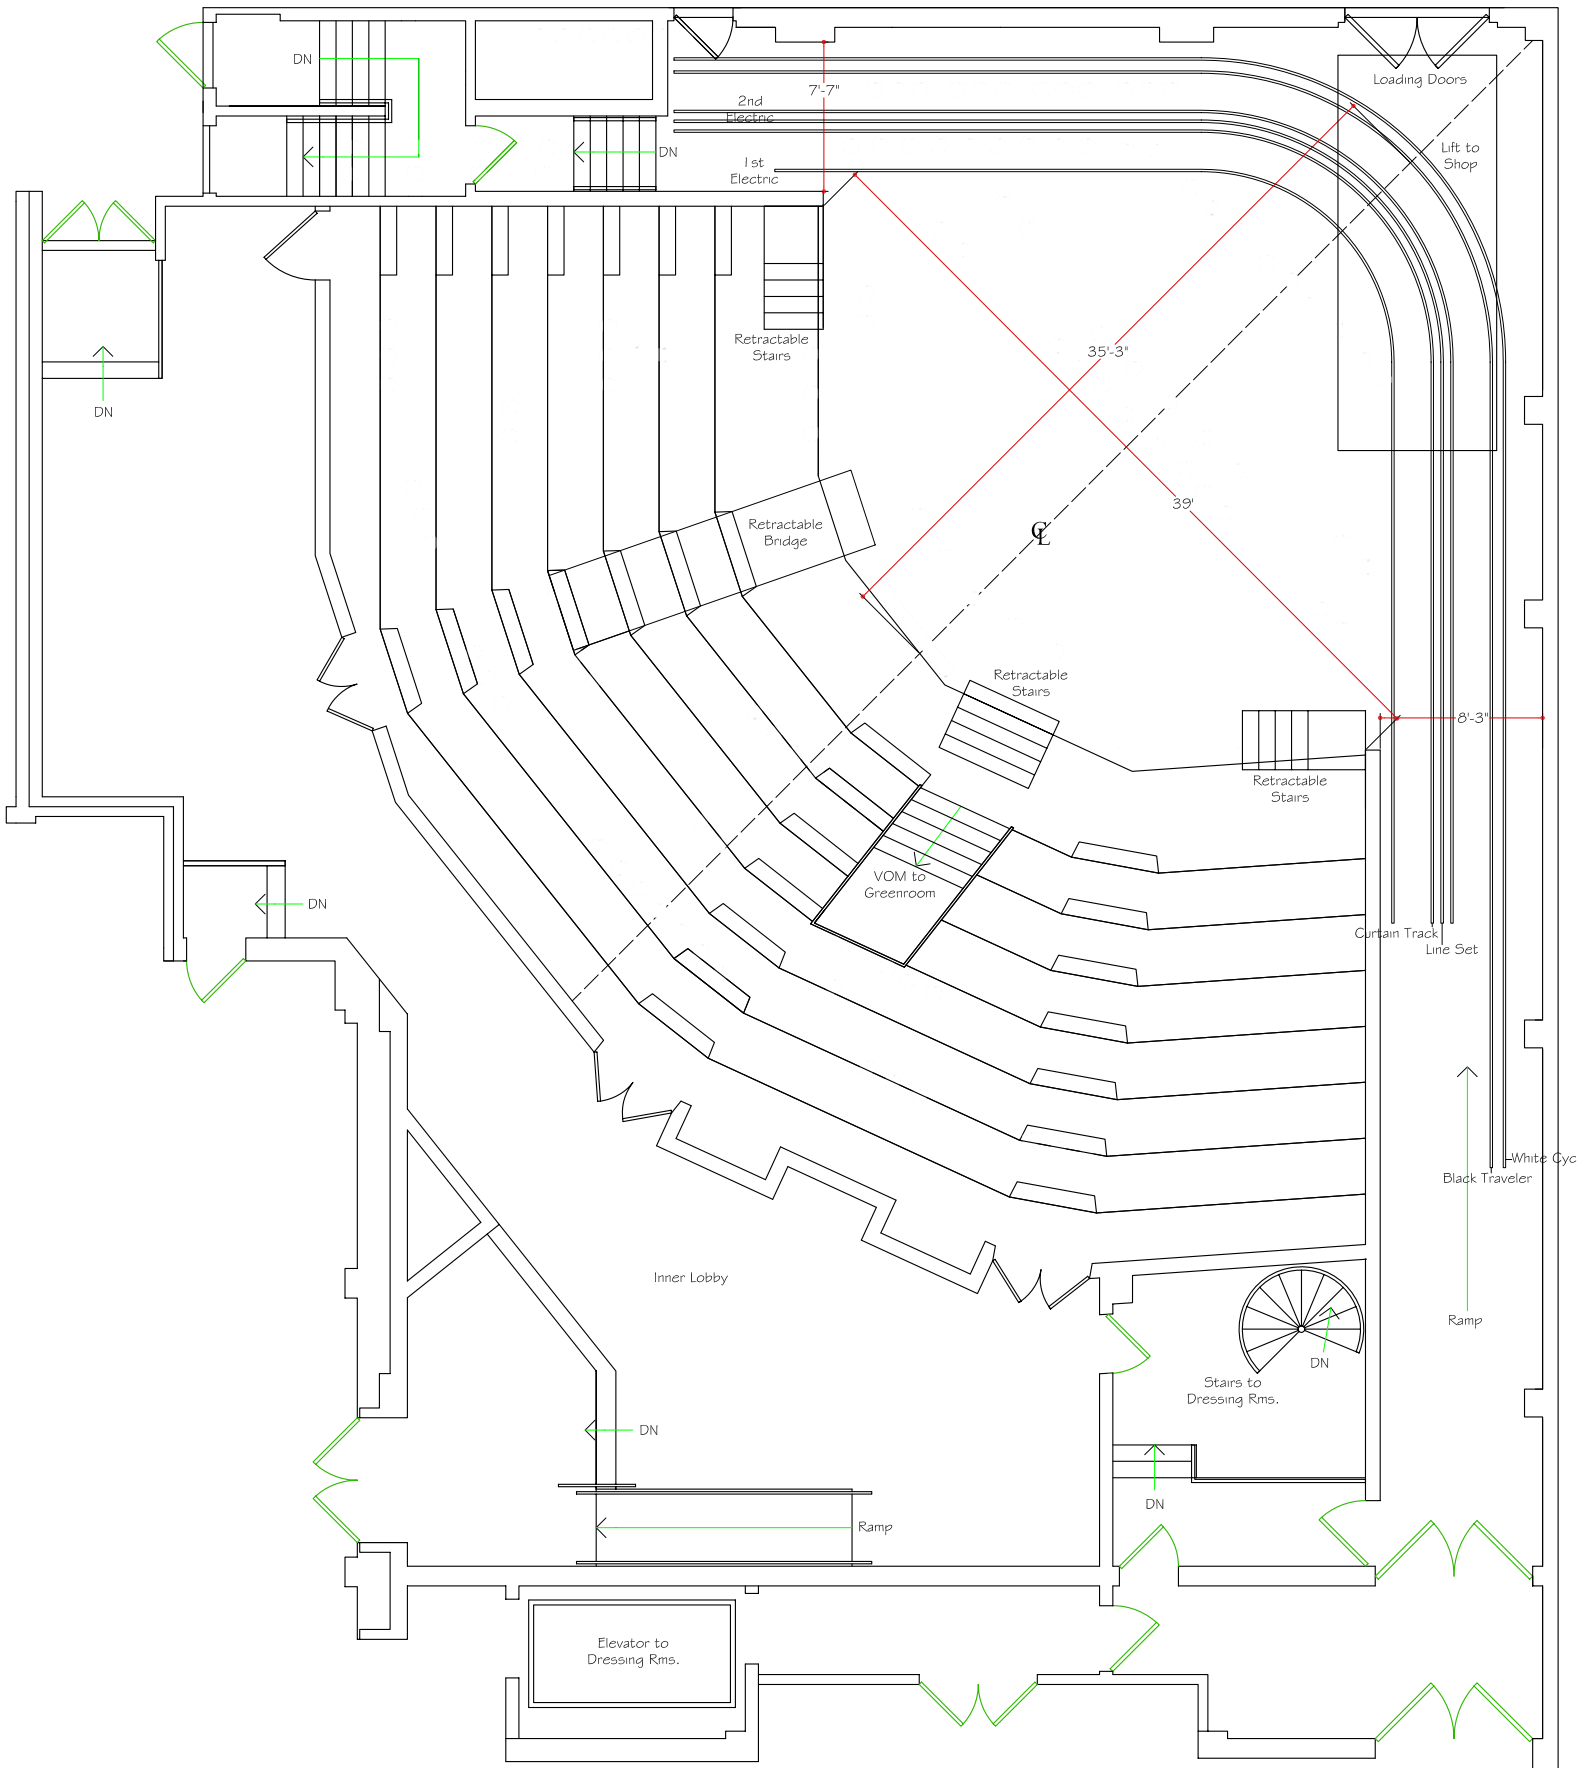 DN
Loading Doors
7'-7"
2nd
Electric
DN
Lift to
Shop
1st
Electric
Retractable
Stairs
35'-3"
DN
39'
Retractable
Bridge
CL
Retractable
Stairs
8'-3"
Retractable
Stairs
VOM to
Greenroom
DN
Curtain Track
Line Set
White Cyc
Black Traveler
Inner Lobby
Ramp
DN
Stairs to
Dressing Rms.
DN
DN
Ramp
Elevator to
Dressing Rms.